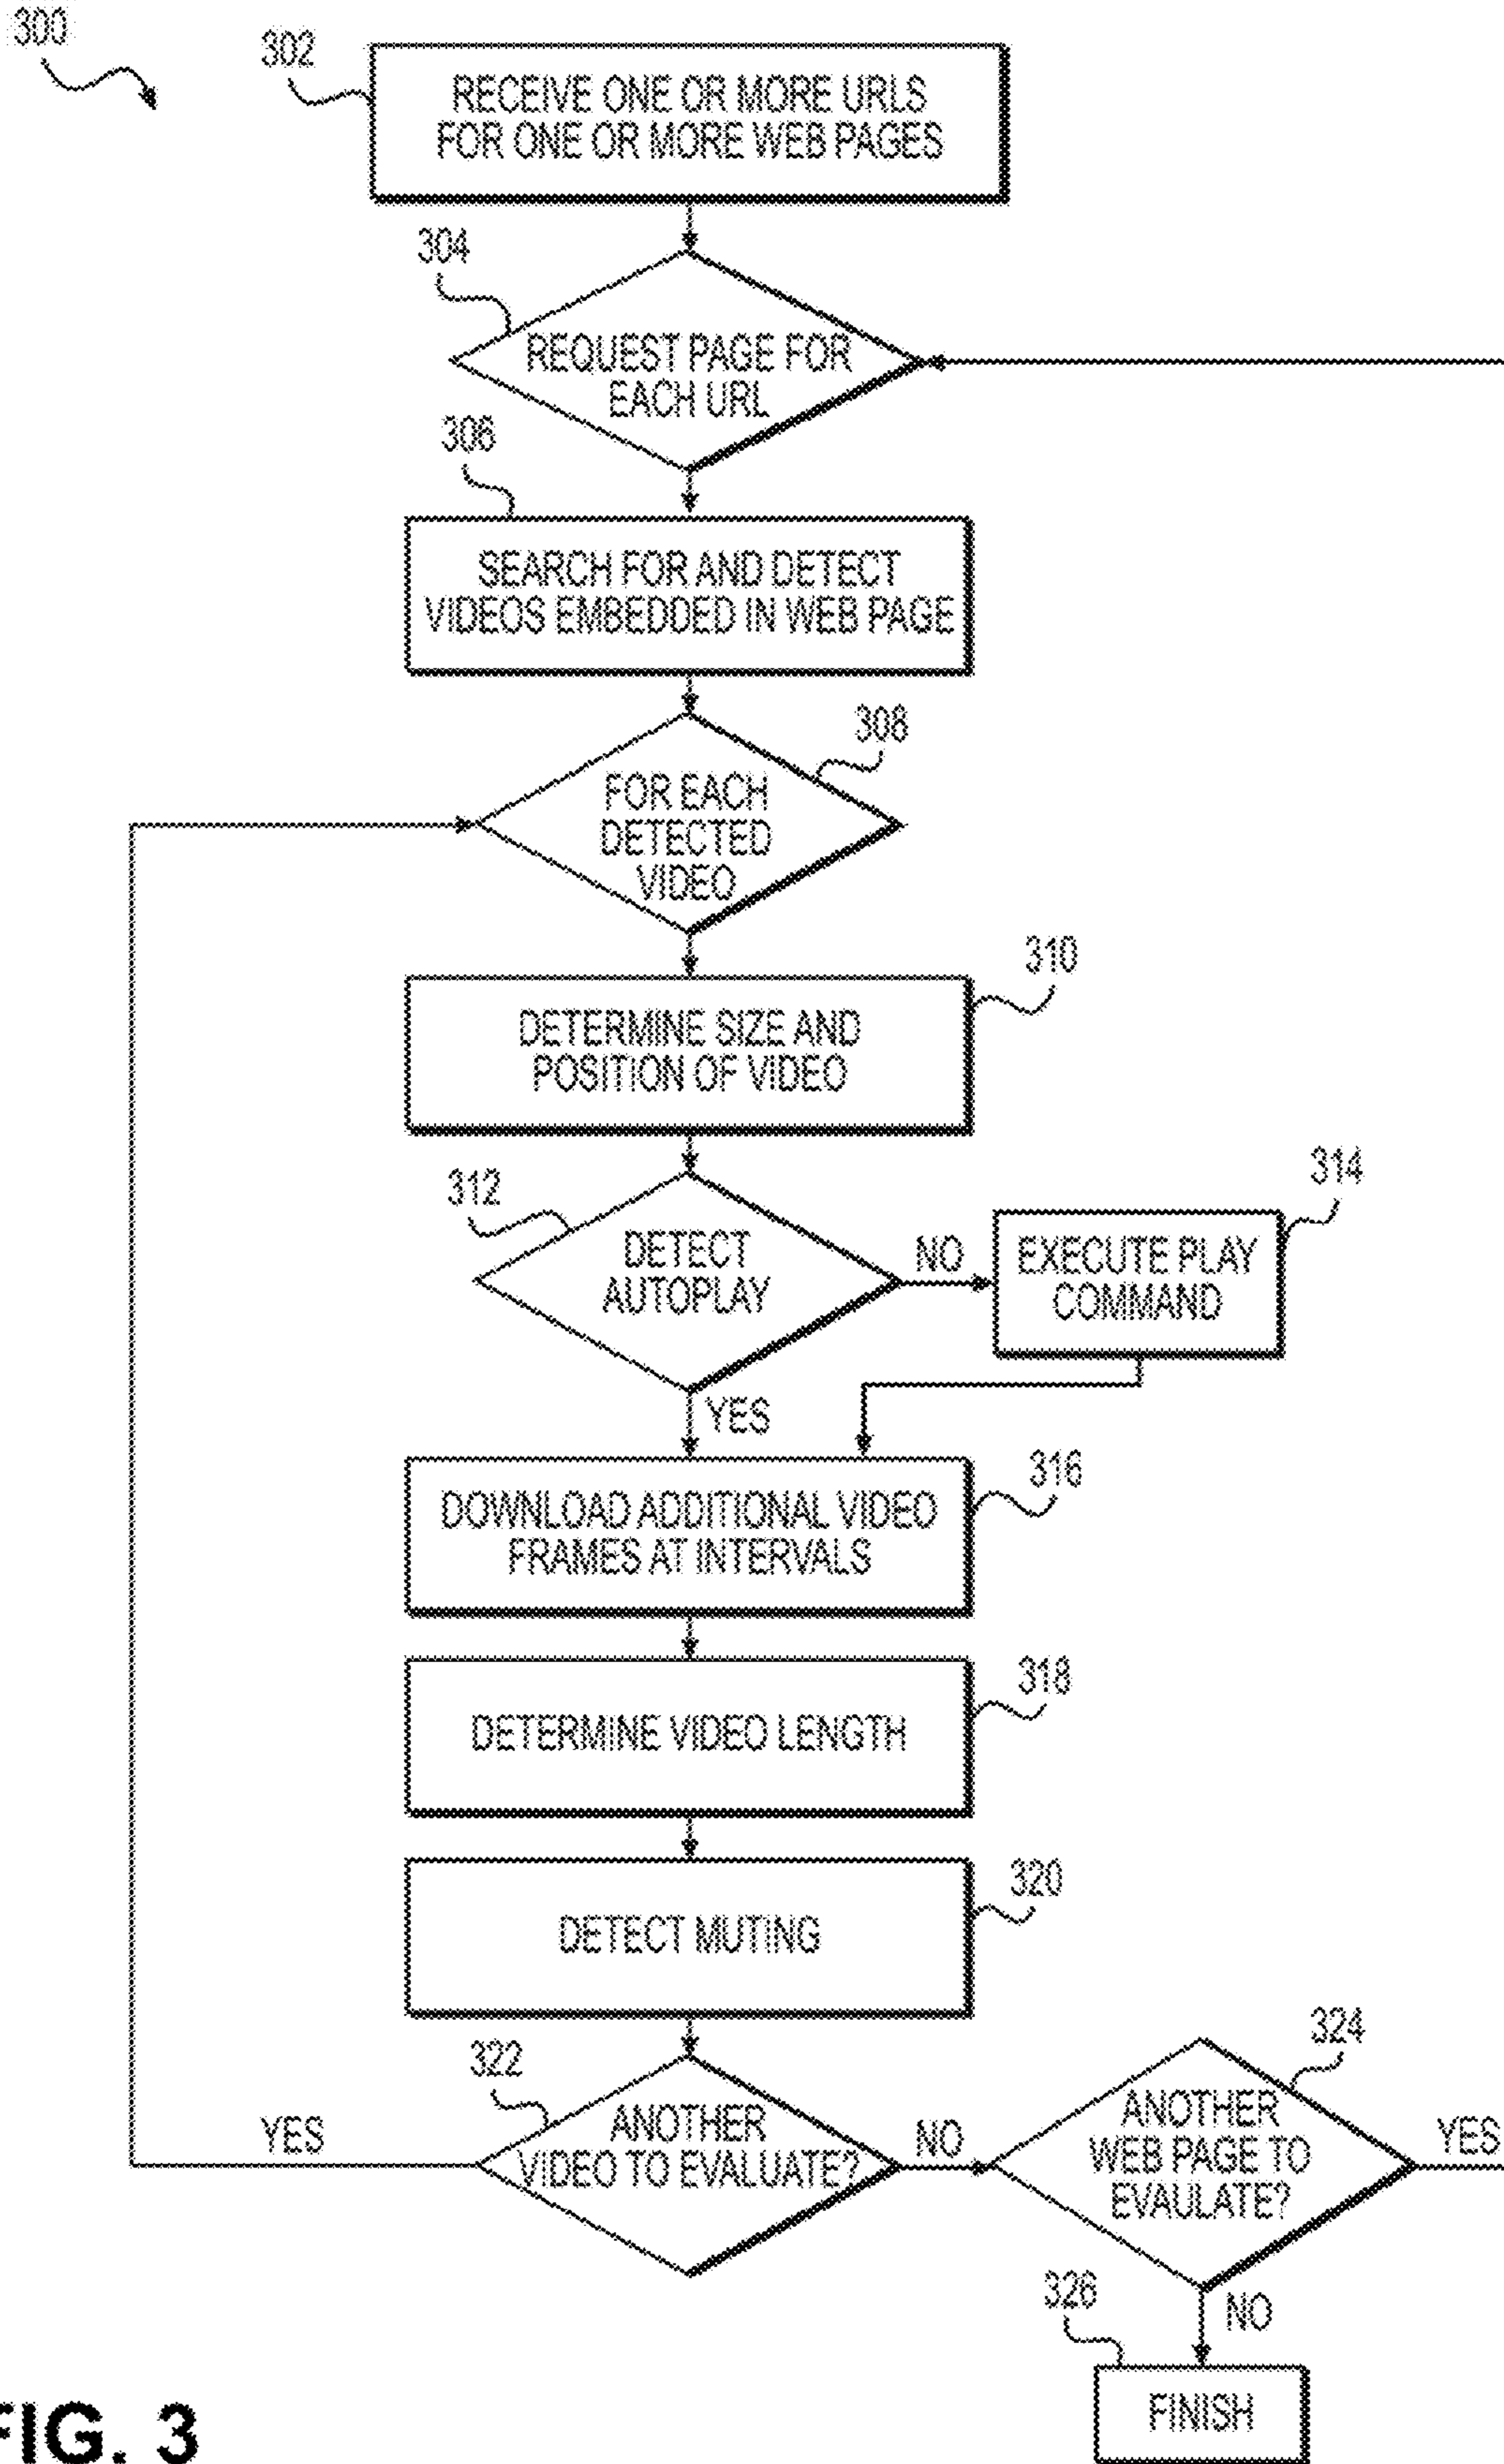 300
302
RECEIVE ONE OR MORE URLS
FOR ONE OR MORE WEB PAGES
304
REQUEST PAGE FOR
EACH URL
306
SEARCH FOR AND DETECT
VIDEOS EMBEDDED IN WEB PAGE
308
FOR EACH
DETECTED
VIDEO
310
DETERMINE SIZE AND
POSITION OF VIDEO
312
DETECT
AUTOPLAY
NO
314
EXECUTE PLAY
COMMAND
YES
316
DOWNLOAD ADDITIONAL VIDEO
FRAMES AT INTERVALS
318
DETERMINE VIDEO LENGTH
320
DETECT MUTING
322
ANOTHER
VIDEO TO EVALUATE?
YES
NO
324
ANOTHER
WEB PAGE TO
EVAULATE?
YES
NO
326
FINISH
FIG. 3